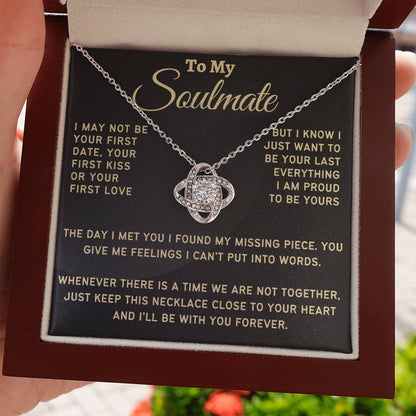 To My
Soulmate
I MAY NOT BE
YOUR FIRST
DATE, YOUR
FIRST KISS
OR YOUR
FIRST LOVE
BUT I KNOW I
JUST WANT TO
BE YOUR LAST
EVERYTHING
I AM PROUD
TO BE YOURS
THE DAY I MET YOU I FOUND MY MISSING PIECE. YOU
GIVE ME FEELINGS I CAN'T PUT INTO WORDS.
WHENEVER THERE IS A TIME WE ARE NOT TOGETHER,
JUST KEEP THIS NECKLACE CLOSE TO YOUR HEART
AND I'LL BE WITH YOU FOREVER.